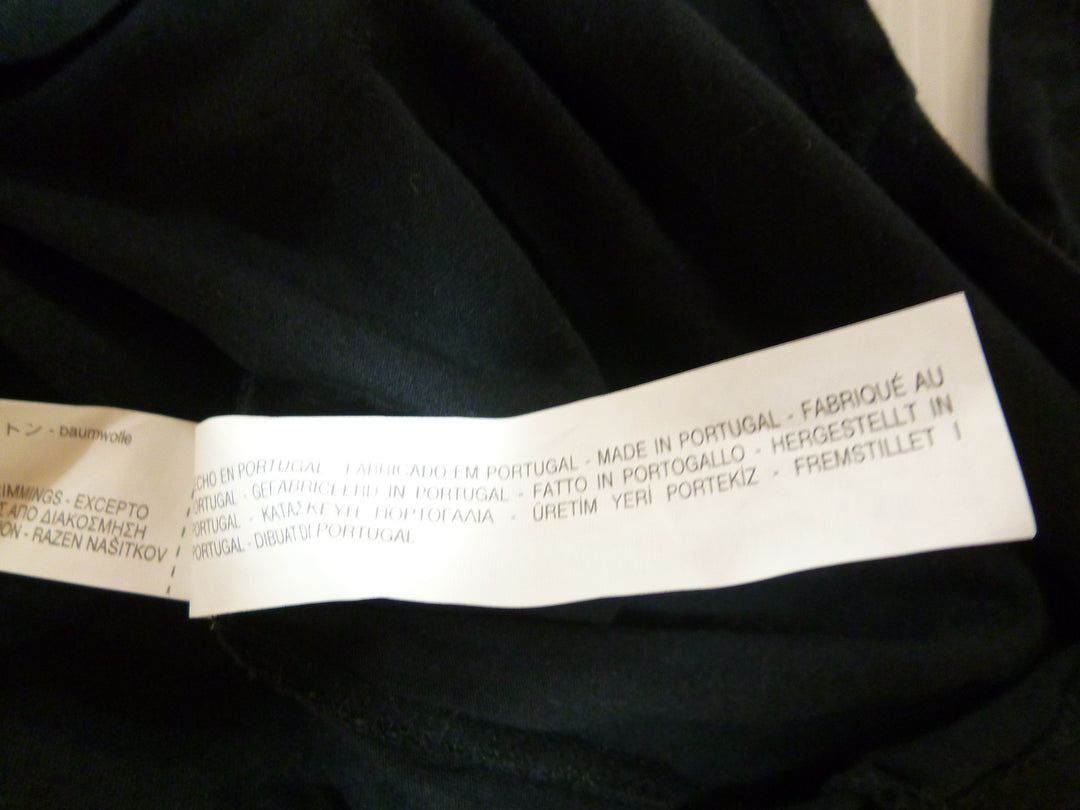 トン - baumwolle
IMMINGS - EXCEPTO
Σ ΑΠΟ ΔΙΑΚΟΣΜΗΣΗ
ON - RAZEN NAŠITKOV
ECHO EN PORTUGAL - FABRICADO EM PORTUGAL - MADE IN PORTUGAL - FABRIQUÉ AU
PORTUGAL - GEFABRICEERD IN PORTUGAL - FATTO IN PORTOGALLO - HERGESTELLT IN
PORTUGAL - ΚΑΤΑΣΚΕΥΗ ΠΟΡΤΟΓΑΛΙΑ - ÜRETİM YERİ PORTEKİZ - FREMSTILLET I
PORTUGAL - DIBUAT DI PORTUGAL